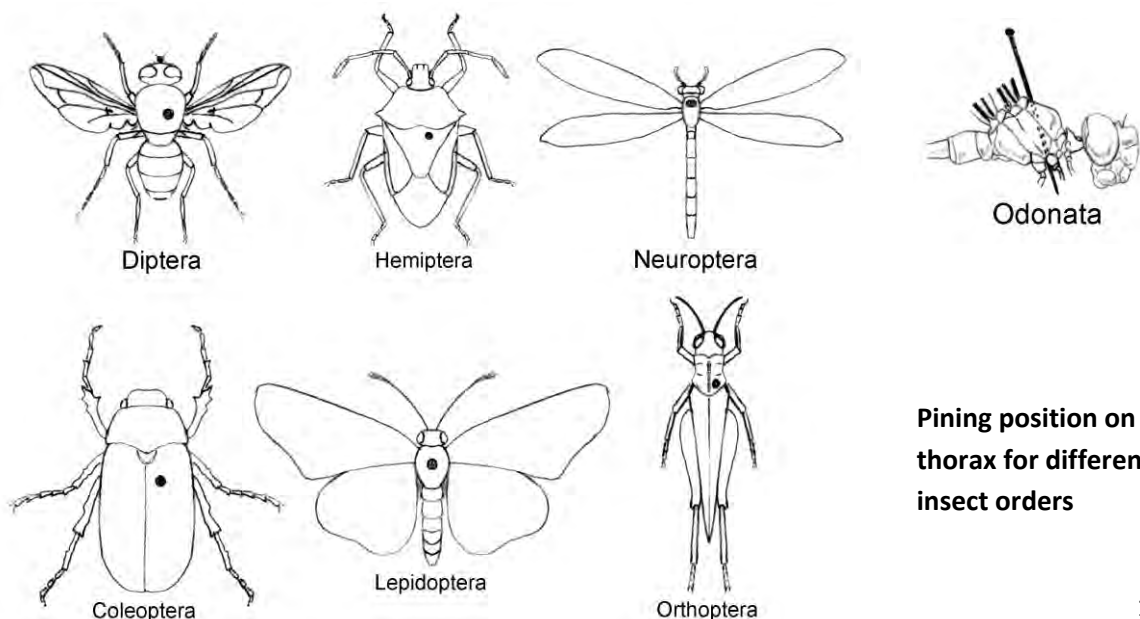 Diptera
Hemiptera
Neuroptera
Odonata
Coleoptera
Lepidoptera
Orthoptera
Pining position on
thorax for differen
insect orders